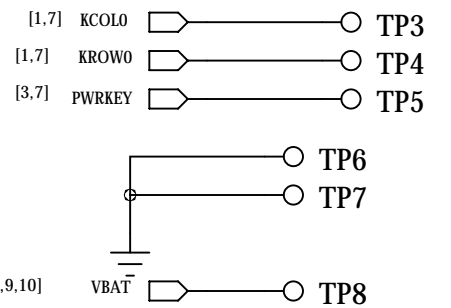 [1,7] KCOL0 TP3
[1,7] KROW0 TP4
[3,7] PWRKEY TP5
TP6
TP7
,9,10] VBAT TP8